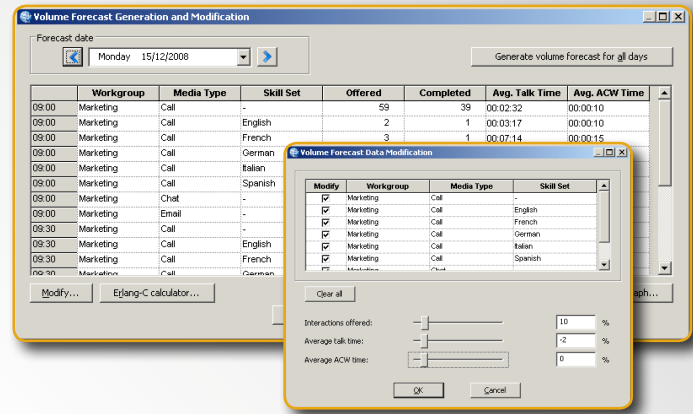 Volume Forecast Generation and Modification
Forecast date
Monday 15/12/2008
Generate volume forecast for all days
Workgroup Media Type Skill Set Offered Completed Avg. Talk Time Avg. ACW Time
09:00 Marketing Call - 59 39 00:02:32 00:00:10
09:00 Marketing Call English 2 1 00:03:17 00:00:10
09:00 Marketing Call French 3 1 00:07:14 00:00:15
09:00 Marketing Call German
09:00 Marketing Call Italian
09:00 Marketing Call Spanish
09:00 Marketing Chat -
09:00 Marketing Email -
09:30 Marketing Call -
09:30 Marketing Call English
09:30 Marketing Call French
09:30 Marketing Call German
Modify... Erlang-C calculator...
Volume Forecast Data Modification
Modify Workgroup Media Type Skill Set
Marketing Call -
Marketing Call English
Marketing Call French
Marketing Call German
Marketing Call Italian
Marketing Call Spanish
Marketing Chat
Clear all
Interactions offered: 10 %
Average talk time: -2 %
Average ACW time: 0 %
OK Cancel